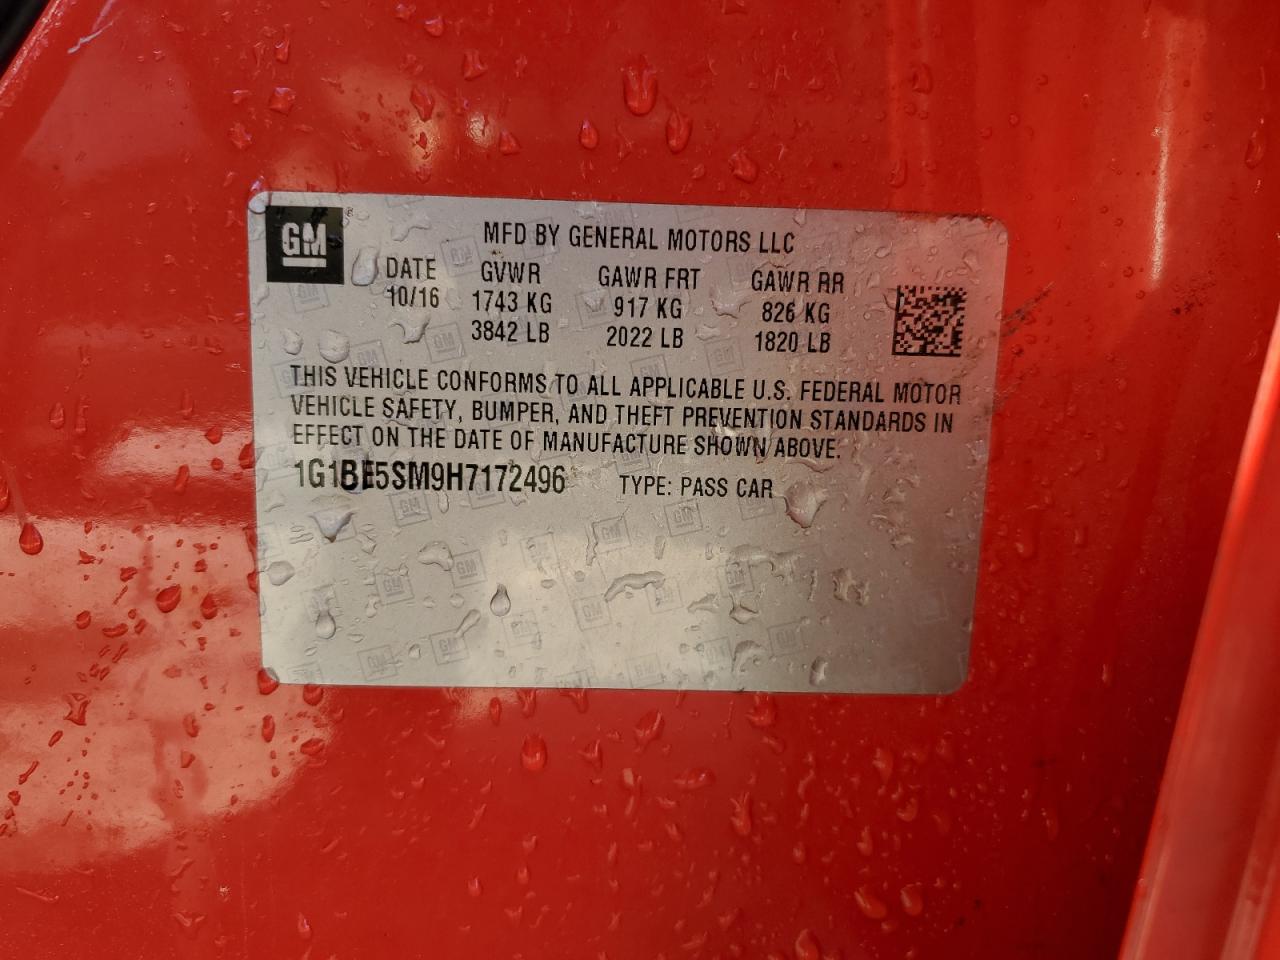 GM
MFD BY GENERAL MOTORS LLC
DATE GVWR GAWR FRT GAWR RR
10/16 1743 KG 917 KG 826 KG
3842 LB 2022 LB 1820 LB
THIS VEHICLE CONFORMS TO ALL APPLICABLE U.S. FEDERAL MOTOR
VEHICLE SAFETY, BUMPER, AND THEFT PREVENTION STANDARDS IN
EFFECT ON THE DATE OF MANUFACTURE SHOWN ABOVE.
1G1BE5SM9H7172496 TYPE: PASS CAR